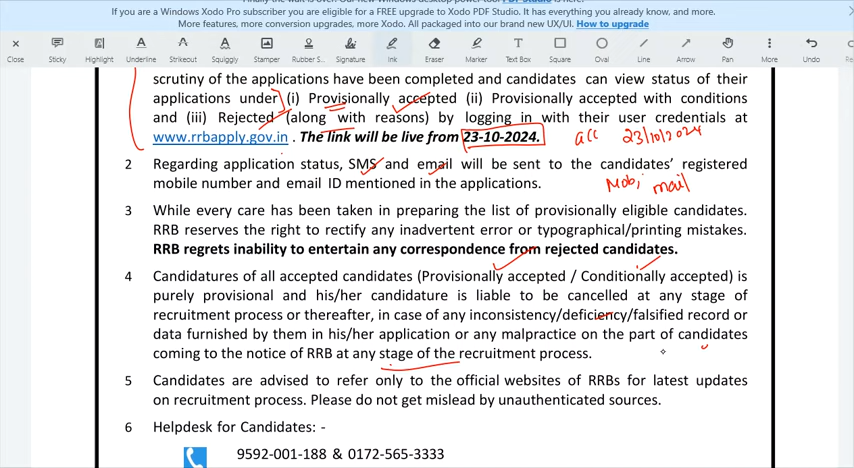 If you are a Windows Xodo Pro subscriber you are eligible for a FREE upgrade to Xodo PDF Studio. It has everything you already know, and more.
More features, more conversion upgrades, more Xodo. All packaged into our brand new UX/UI. How to upgrade
Close Sticky Highlight Underline Strikeout Squiggly Stamper Rubber S... Signature Ink Eraser Marker Text Box Square Oval Line Arrow Pan More Undo
scrutiny of the applications have been completed and candidates can view status of their
applications under (i) Provisionally accepted (ii) Provisionally accepted with conditions
and (iii) Rejected (along with reasons) by logging in with their user credentials at
www.rrbapply.gov.in . The link will be live from 23-10-2024.
acc 23/10/2024
2 Regarding application status, SMS and email will be sent to the candidates' registered
mobile number and email ID mentioned in the applications.
Mob, mail
3 While every care has been taken in preparing the list of provisionally eligible candidates.
RRB reserves the right to rectify any inadvertent error or typographical/printing mistakes.
RRB regrets inability to entertain any correspondence from rejected candidates.
4 Candidatures of all accepted candidates (Provisionally accepted / Conditionally accepted) is
purely provisional and his/her candidature is liable to be cancelled at any stage of
recruitment process or thereafter, in case of any inconsistency/deficiency/falsified record or
data furnished by them in his/her application or any malpractice on the part of candidates
coming to the notice of RRB at any stage of the recruitment process.
5 Candidates are advised to refer only to the official websites of RRBs for latest updates
on recruitment process. Please do not get mislead by unauthenticated sources.
6 Helpdesk for Candidates: -
9592-001-188 & 0172-565-3333